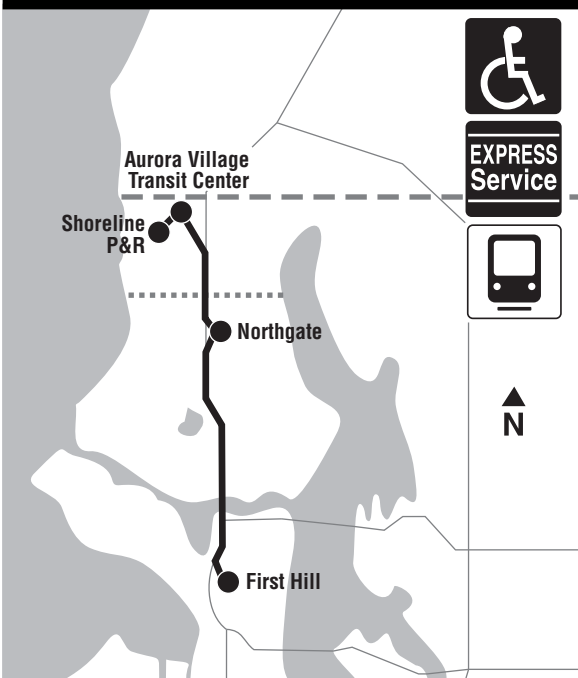 EXPRESS
Service
Aurora Village
Transit Center
Shoreline
P&R
Northgate
N
First Hill